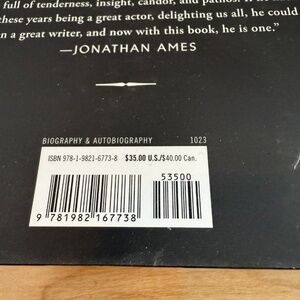 full of tenderness, insight, candor, and pathos.
these years being a great actor, delighting us all, he could
n a great writer, and now with this book, he is one."
—JONATHAN AMES
BIOGRAPHY & AUTOBIOGRAPHY 1023
ISBN 978-1-9821-6773-8 $35.00 U.S./$40.00 Can.
53500
9 781982 167738